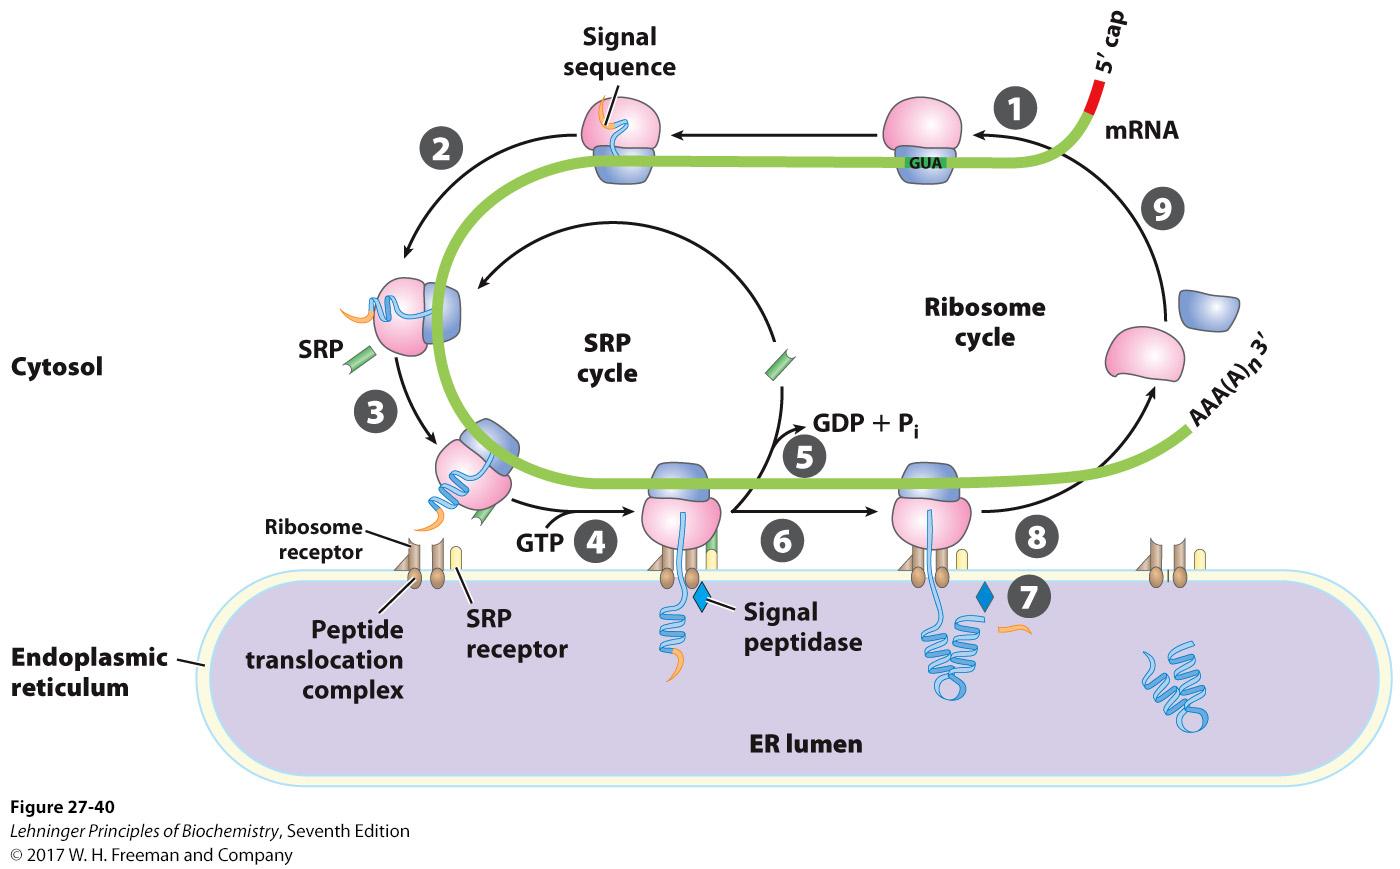 5′ cap
Signal
sequence
1
mRNA
2
GUA
9
Ribosome
cycle
SRP
SRP
cycle
Cytosol
AAA(A)n 3′
3
GDP + Pi
5
Ribosome
receptor
GTP
4
6
8
7
Signal
peptidase
SRP
receptor
Peptide
translocation
complex
Endoplasmic
reticulum
ER lumen
Figure 27-40
Lehninger Principles of Biochemistry, Seventh Edition
© 2017 W. H. Freeman and Company